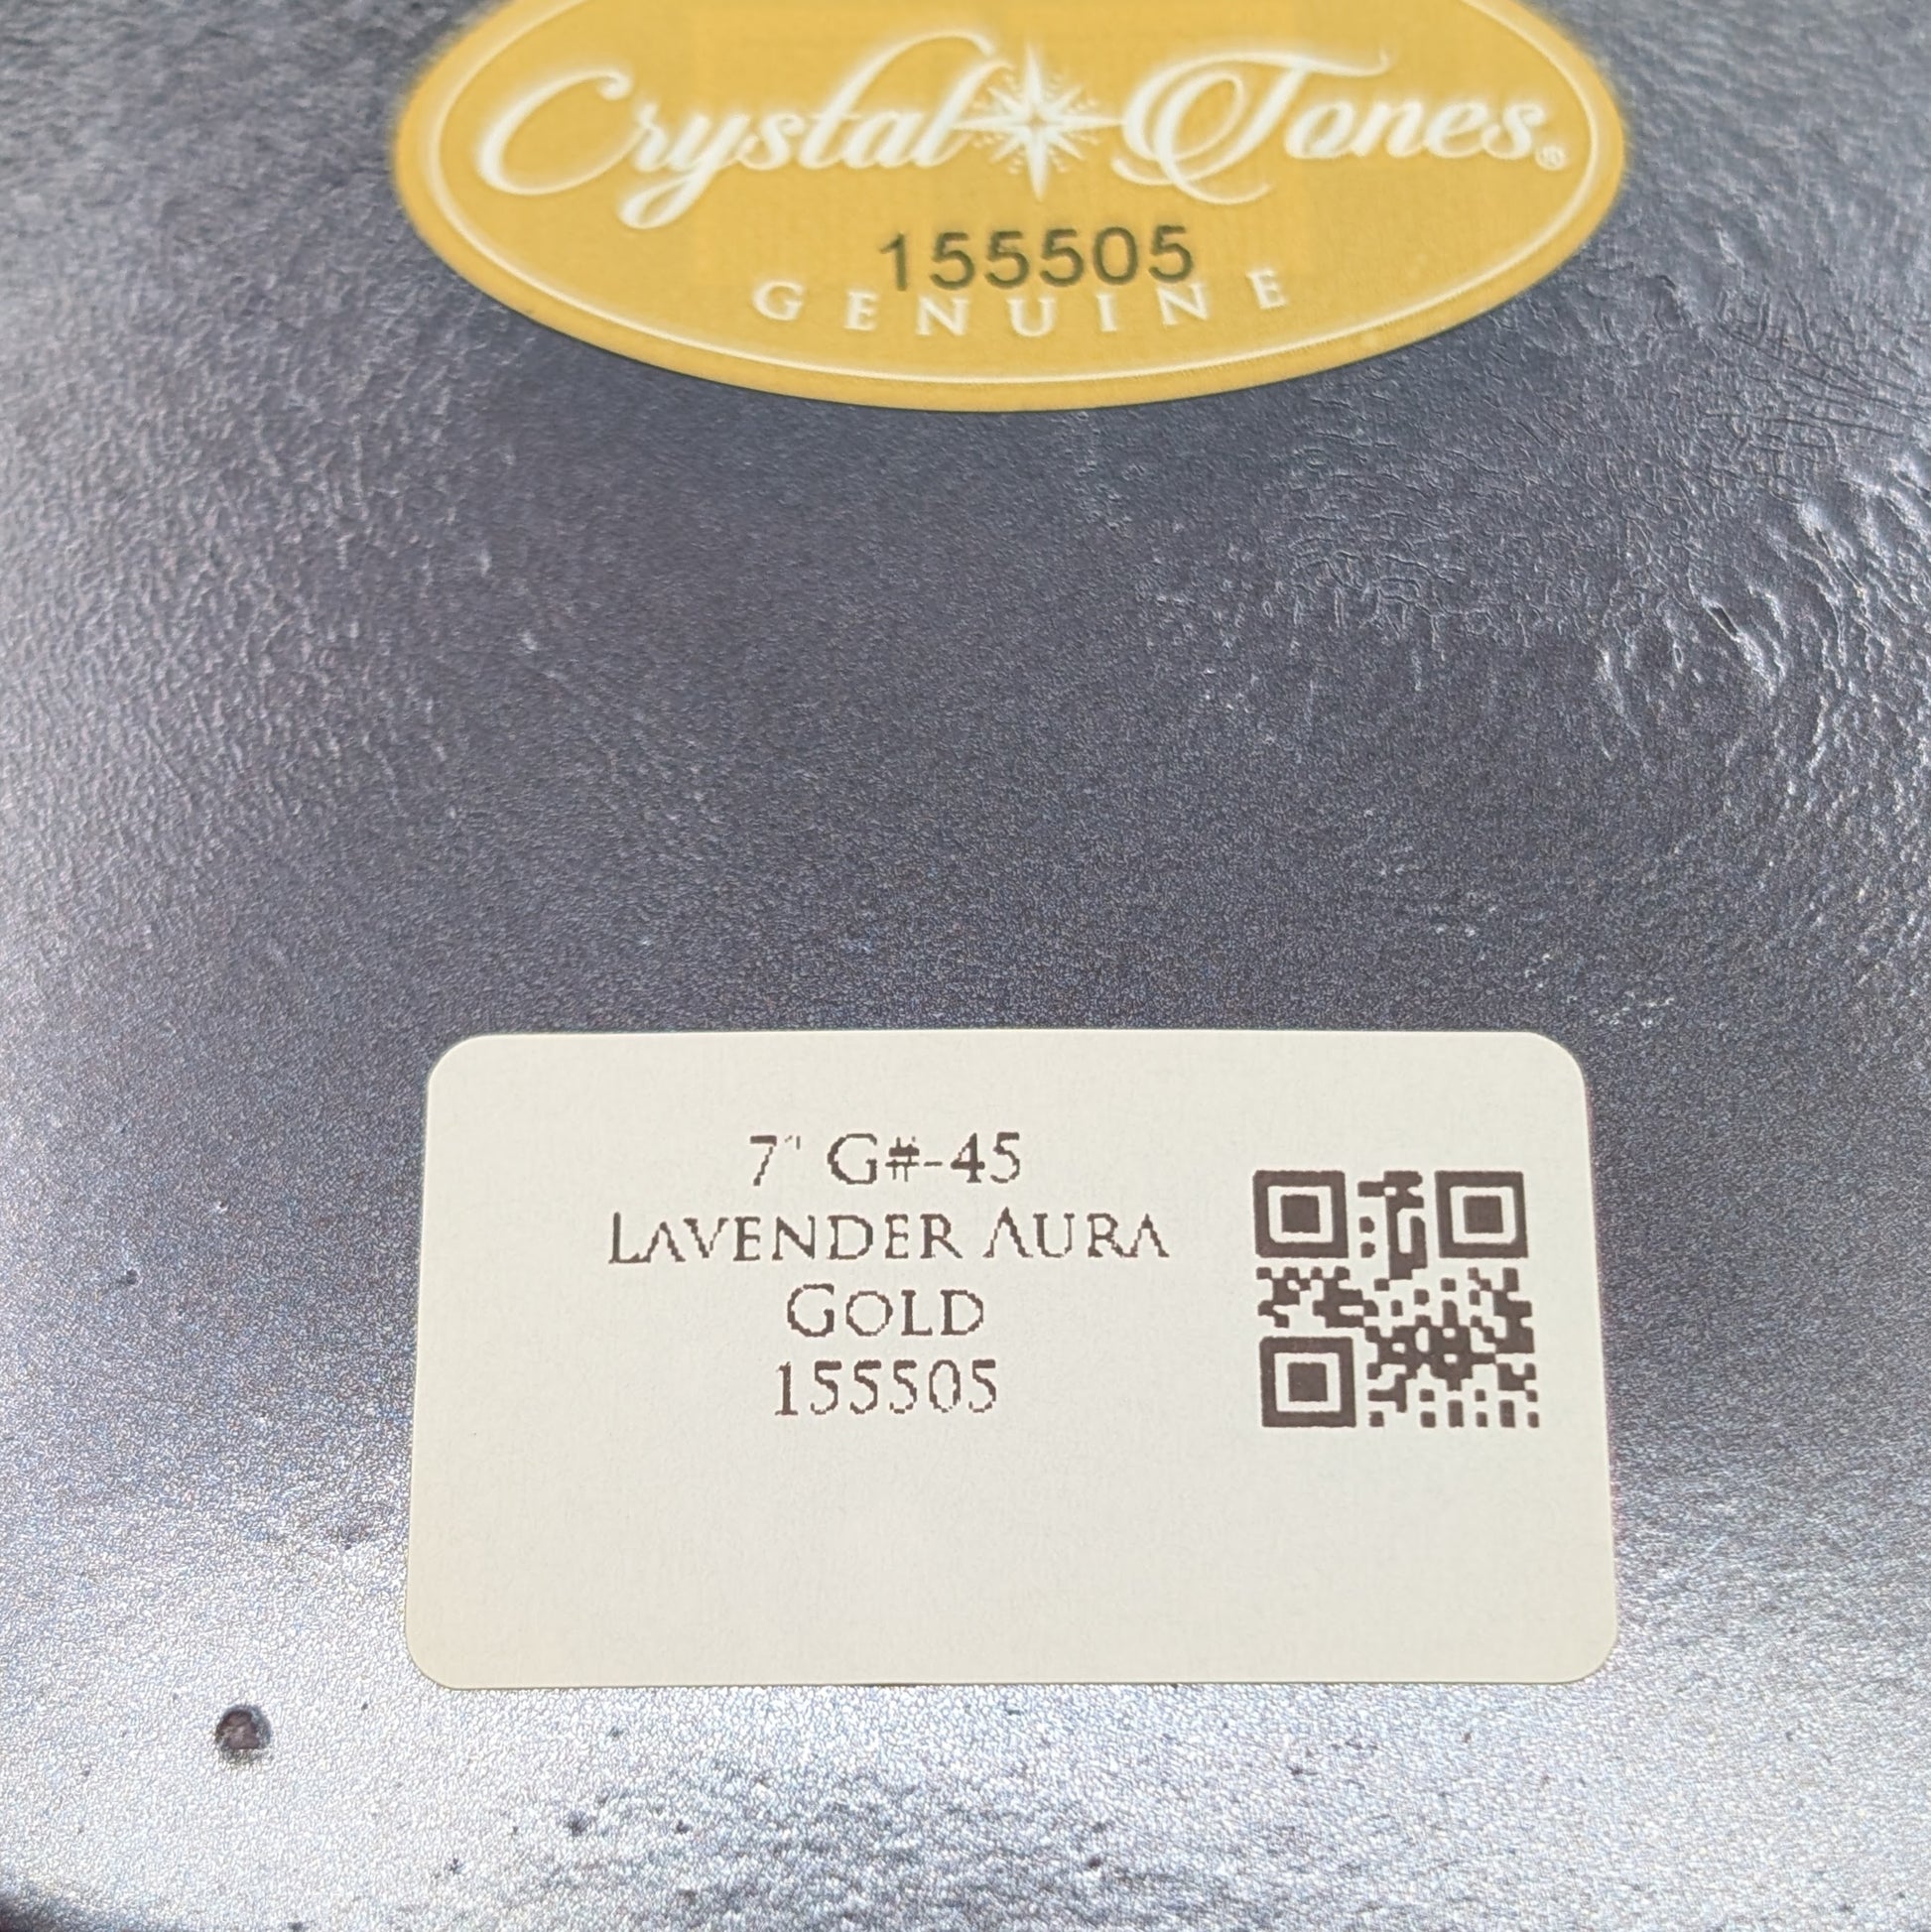 Crystal Tones®
155505
GENUINE
7" G#-45
LAVENDER AURA
GOLD
155505